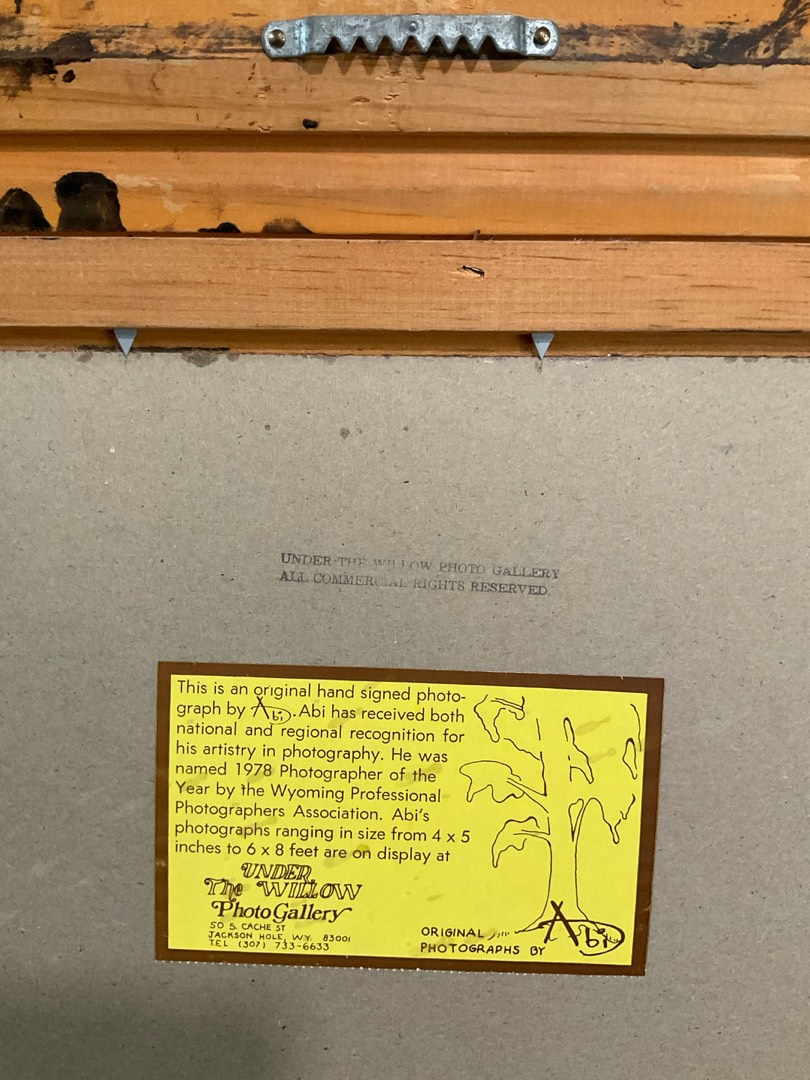 UNDER THE WILLOW PHOTO GALLERY
ALL COMMERCIAL RIGHTS RESERVED.
This is an original hand signed photo-
graph by Abi. Abi has received both
national and regional recognition for
his artistry in photography. He was
named 1978 Photographer of the
Year by the Wyoming Professional
Photographers Association. Abi's
photographs ranging in size from 4 x 5
inches to 6 x 8 feet are on display at
UNDER
The WILLOW
Photo Gallery
50 S. CACHE ST
JACKSON HOLE, WY. 83001
TEL (307) 733-6633
ORIGINAL
PHOTOGRAPHS BY Abi